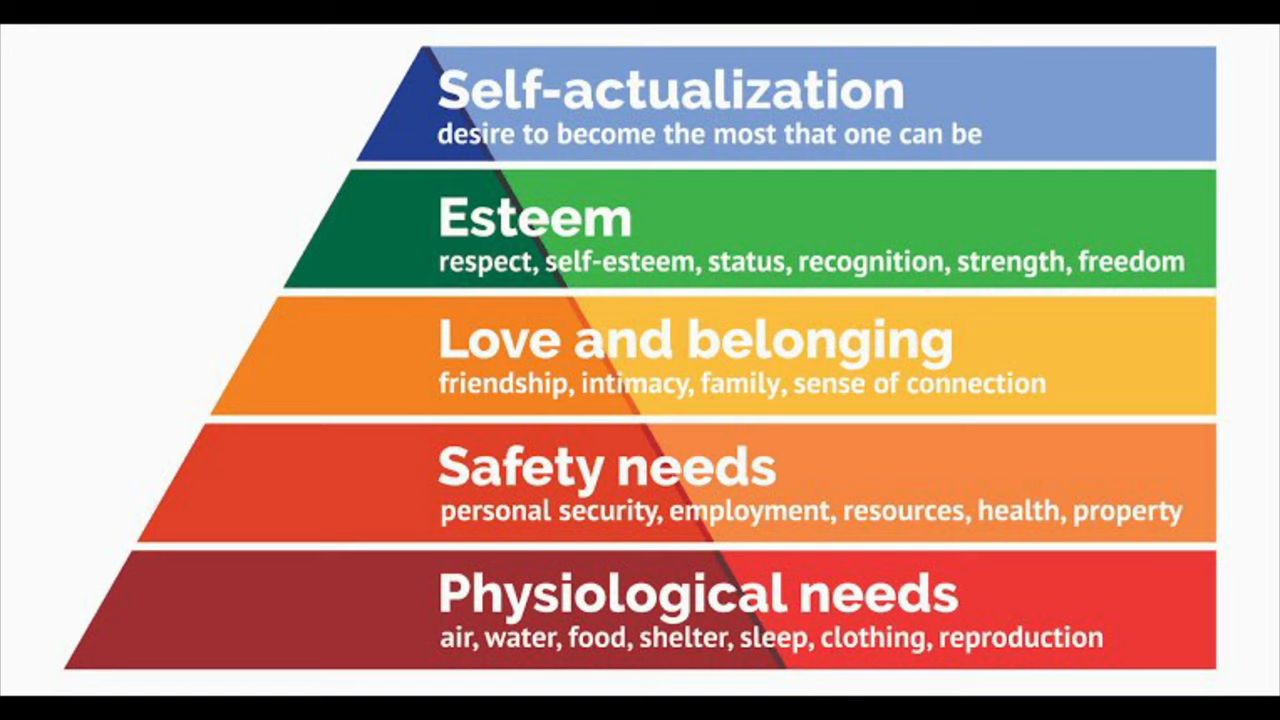 Self-actualization
desire to become the most that one can be
Esteem
respect, self-esteem, status, recognition, strength, freedom
Love and belonging
friendship, intimacy, family, sense of connection
Safety needs
personal security, employment, resources, health, property
Physiological needs
air, water, food, shelter, sleep, clothing, reproduction